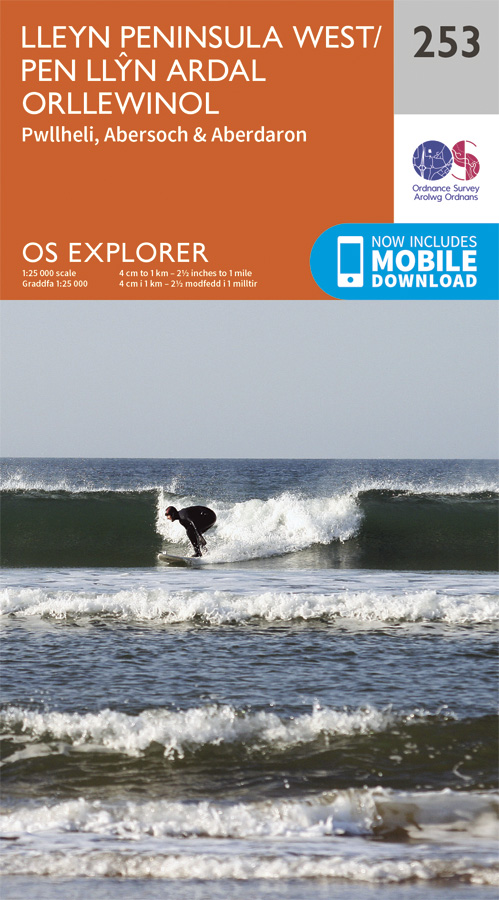 LLEYN PENINSULA WEST/
PEN LLŶN ARDAL
ORLLEWINOL
Pwllheli, Abersoch & Aberdaron
253
Ordnance Survey
Arolwg Ordnans
OS EXPLORER
1:25 000 scale
Graddfa 1:25 000
4 cm to 1 km – 2½ inches to 1 mile
4 cm i 1 km – 2½ modfedd i 1 milltir
NOW INCLUDES
MOBILE
DOWNLOAD